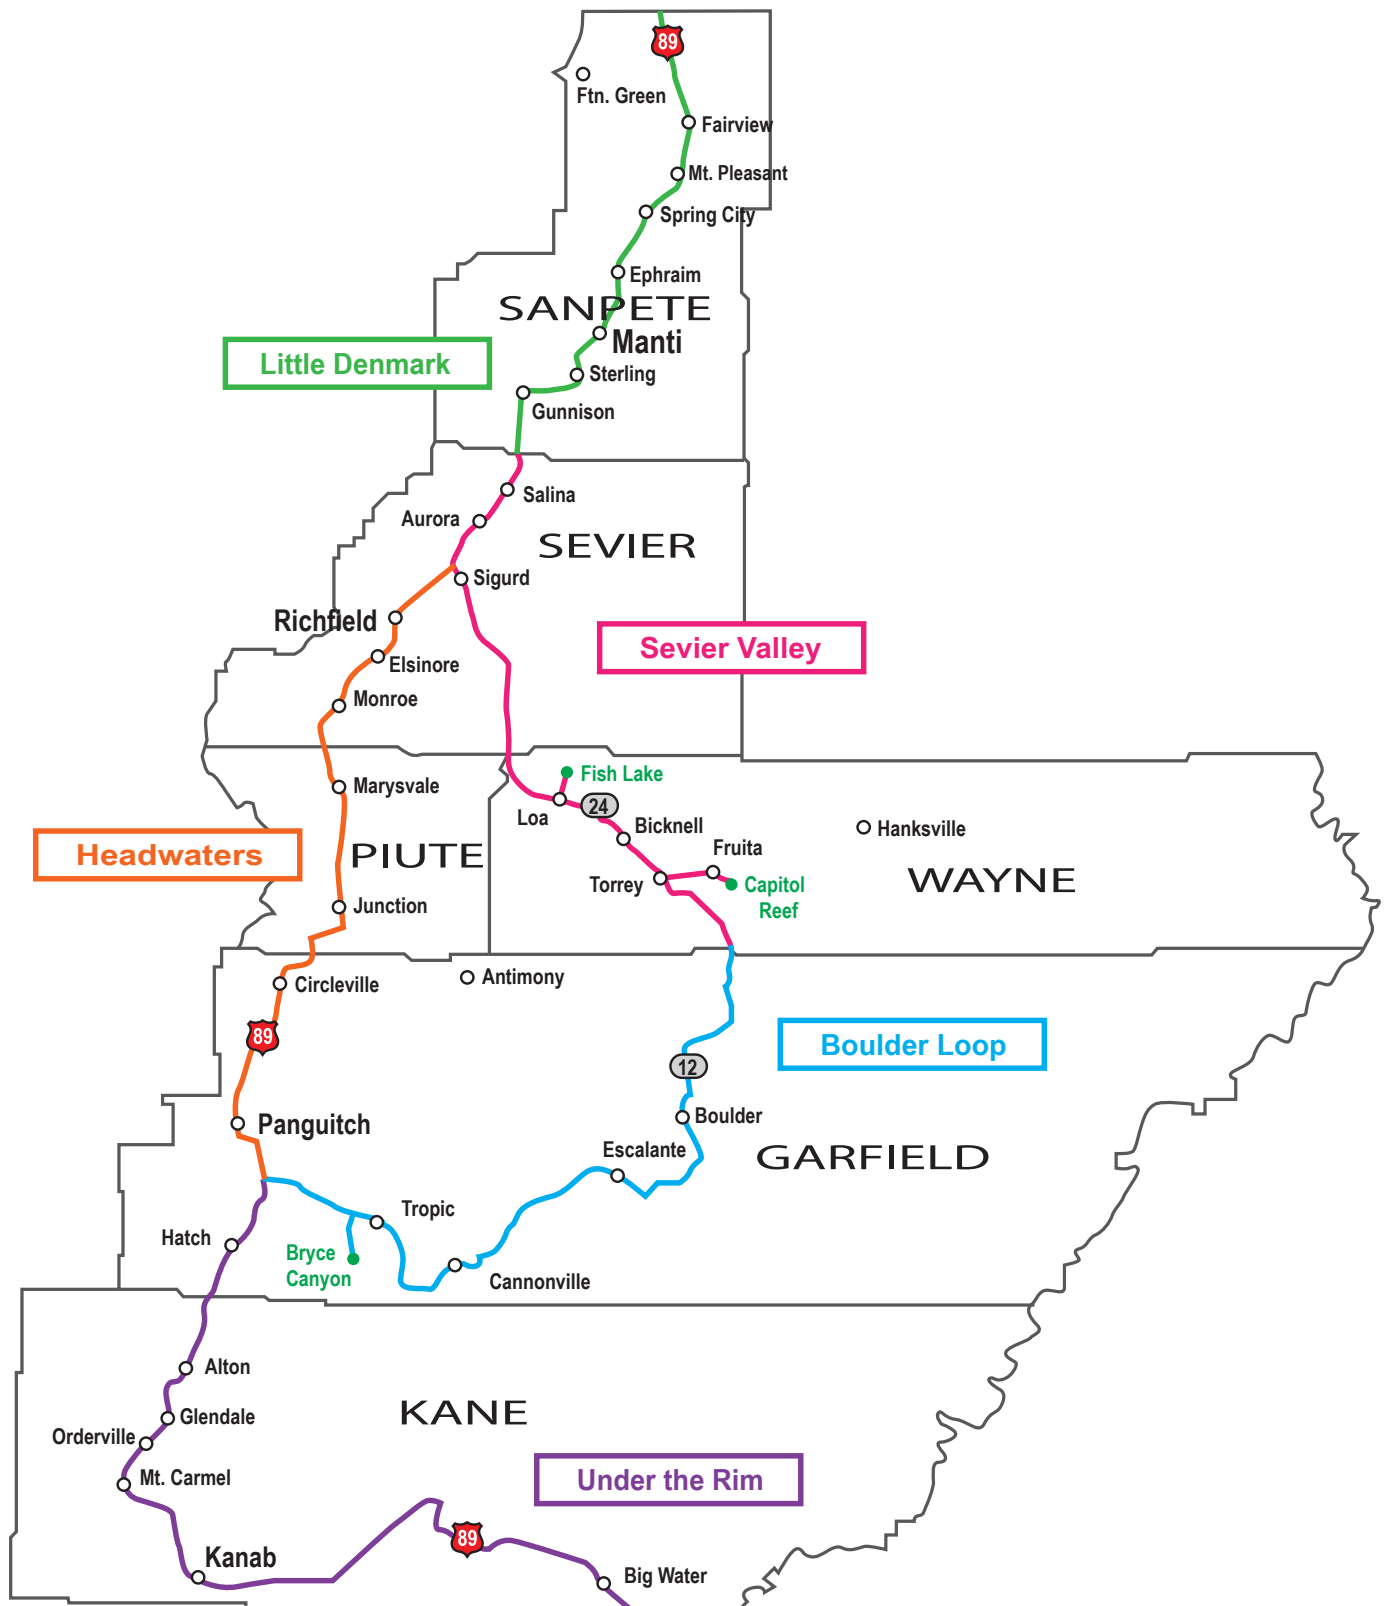 89
Ftn. Green
Fairview
Mt. Pleasant
Spring City
Ephraim
SANPETE
Manti
Little Denmark
Sterling
Gunnison
Salina
Aurora
SEVIER
Sigurd
Richfield
Sevier Valley
Elsinore
Monroe
Fish Lake
Marysvale
24
Loa
Bicknell
Hanksville
Fruita
Headwaters
PIUTE
Torrey
Capitol
Reef
WAYNE
Junction
Antimony
Circleville
89
Boulder Loop
12
Boulder
Panguitch
Escalante
GARFIELD
Tropic
Hatch
Bryce
Canyon
Cannonville
Alton
KANE
Glendale
Orderville
Mt. Carmel
Under the Rim
89
Kanab
Big Water